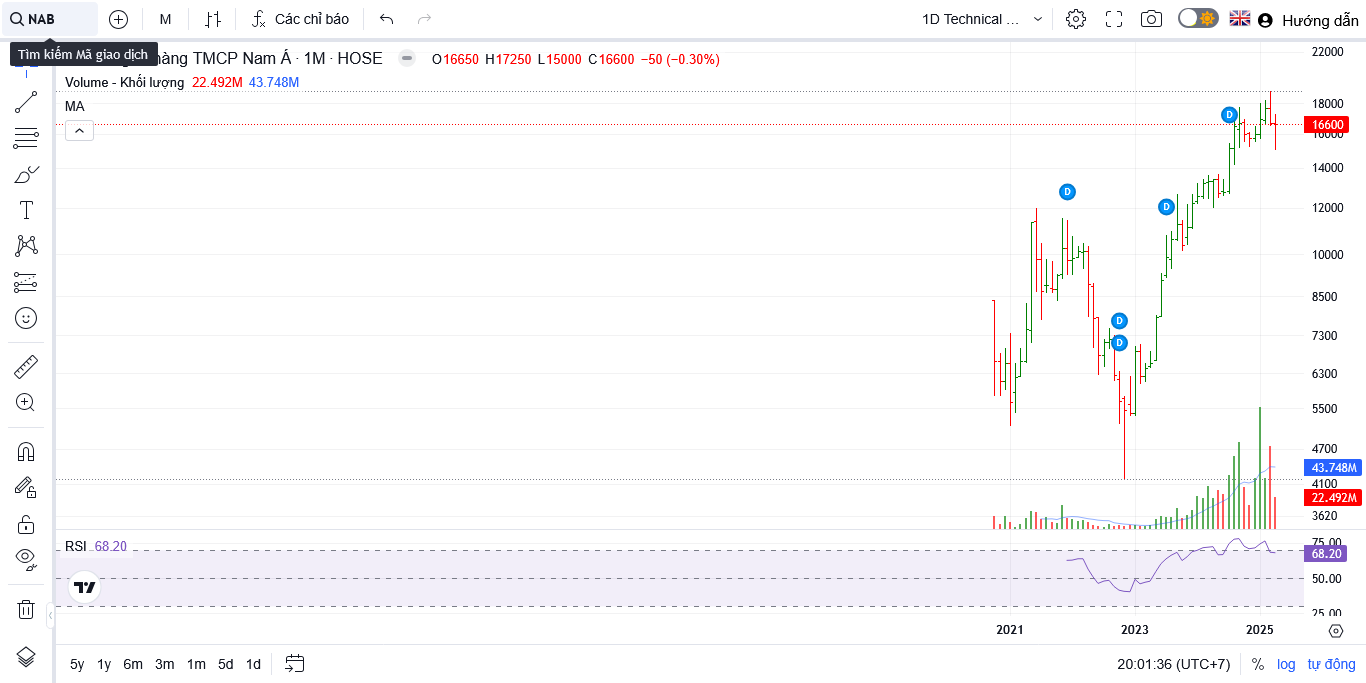 NAB
M
Các chỉ báo
1D Technical ...
Hướng dẫn
Tìm kiếm Mã giao dịch
hàng TMCP Nam Á · 1M · HOSE
O16650 H17250 L15000 C16600 −50 (−0.30%)
Volume - Khối lượng 22.492M 43.748M
MA
22000
18000
16600
16000
14000
12000
10000
8500
7300
6300
5500
4700
43.748M
4100
22.492M
3620
D
D
D
D
D
RSI 68.20
75.00
68.20
50.00
25.00
2021
2023
2025
5y 1y 6m 3m 1m 5d 1d
20:01:36 (UTC+7)
%
log
tự động